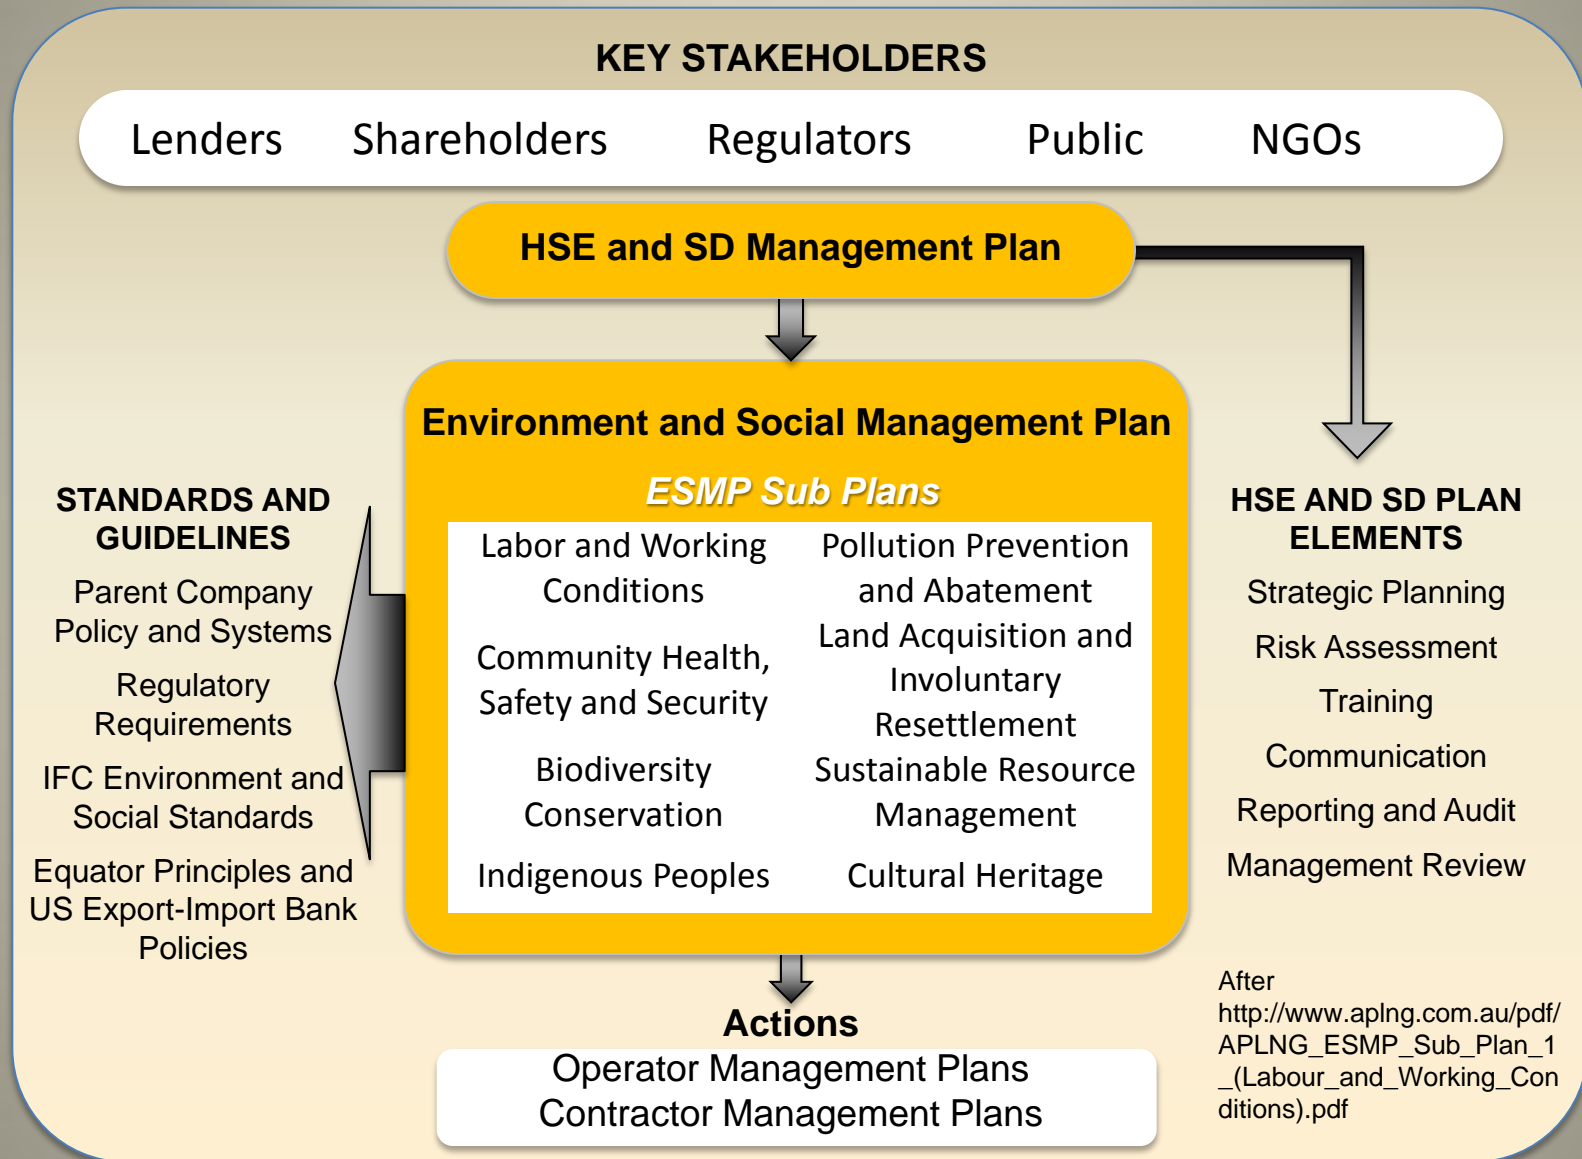 KEY STAKEHOLDERS
Lenders Shareholders Regulators Public NGOs
HSE and SD Management Plan
Environment and Social Management Plan
ESMP Sub Plans
Labor and Working
Conditions
Pollution Prevention
and Abatement
Community Health,
Safety and Security
Land Acquisition and
Involuntary
Resettlement
Biodiversity
Conservation
Sustainable Resource
Management
Indigenous Peoples
Cultural Heritage
STANDARDS AND
GUIDELINES
Parent Company
Policy and Systems
Regulatory
Requirements
IFC Environment and
Social Standards
Equator Principles and
US Export-Import Bank
Policies
HSE AND SD PLAN
ELEMENTS
Strategic Planning
Risk Assessment
Training
Communication
Reporting and Audit
Management Review
Actions
Operator Management Plans
Contractor Management Plans
After
http://www.aplng.com.au/pdf/
APLNG_ESMP_Sub_Plan_1
_(Labour_and_Working_Con
ditions).pdf